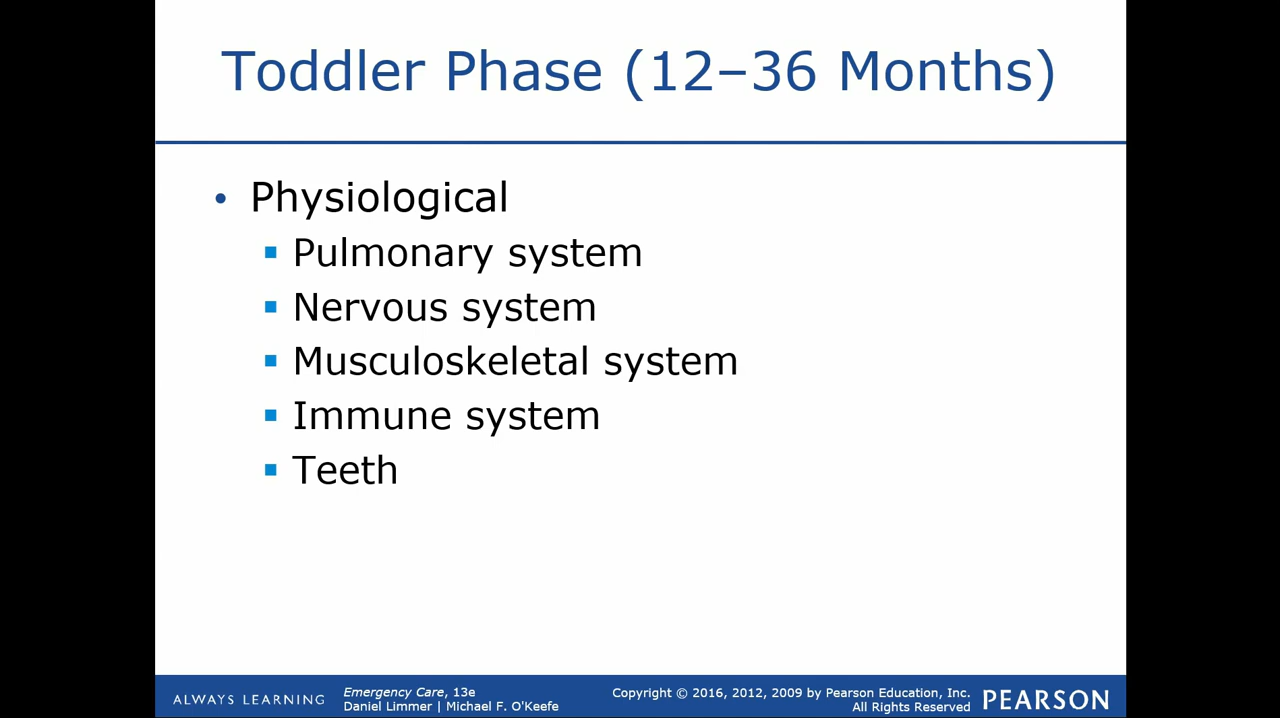 Toddler Phase (12–36 Months)
• Physiological
▪ Pulmonary system
▪ Nervous system
▪ Musculoskeletal system
▪ Immune system
▪ Teeth
ALWAYS LEARNING
Emergency Care, 13e
Daniel Limmer | Michael F. O'Keefe
Copyright © 2016, 2012, 2009 by Pearson Education, Inc.
All Rights Reserved
PEARSON